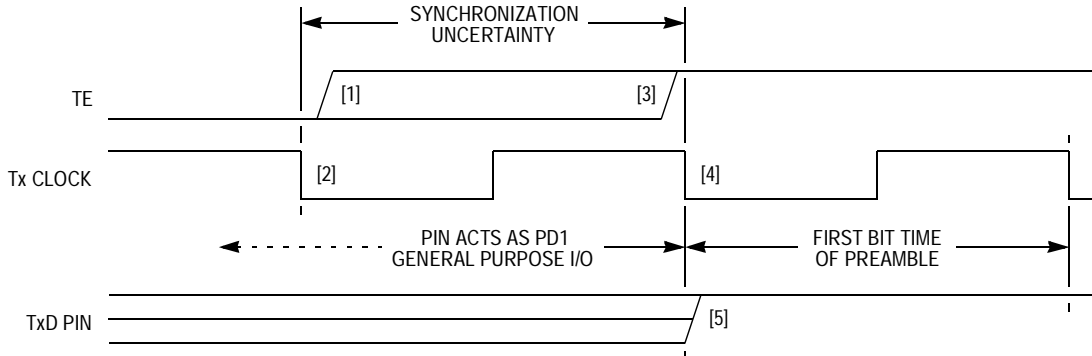 SYNCHRONIZATION
UNCERTAINTY
TE
[1]
[3]
Tx CLOCK
[2]
[4]
PIN ACTS AS PD1
GENERAL PURPOSE I/O
FIRST BIT TIME
OF PREAMBLE
TxD PIN
[5]